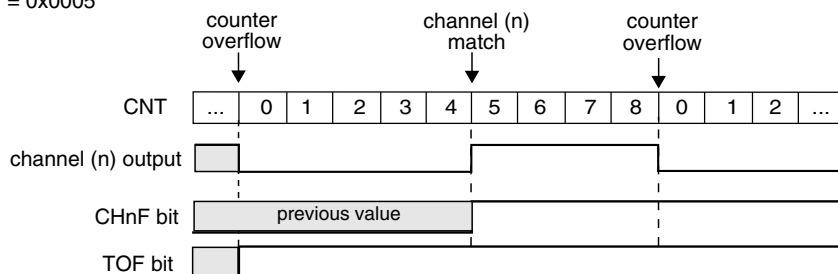 = 0x0005
counter overflow
channel (n) match
counter overflow
CNT ... 0 1 2 3 4 5 6 7 8 0 1 2 ...
channel (n) output
CHnF bit previous value
TOF bit